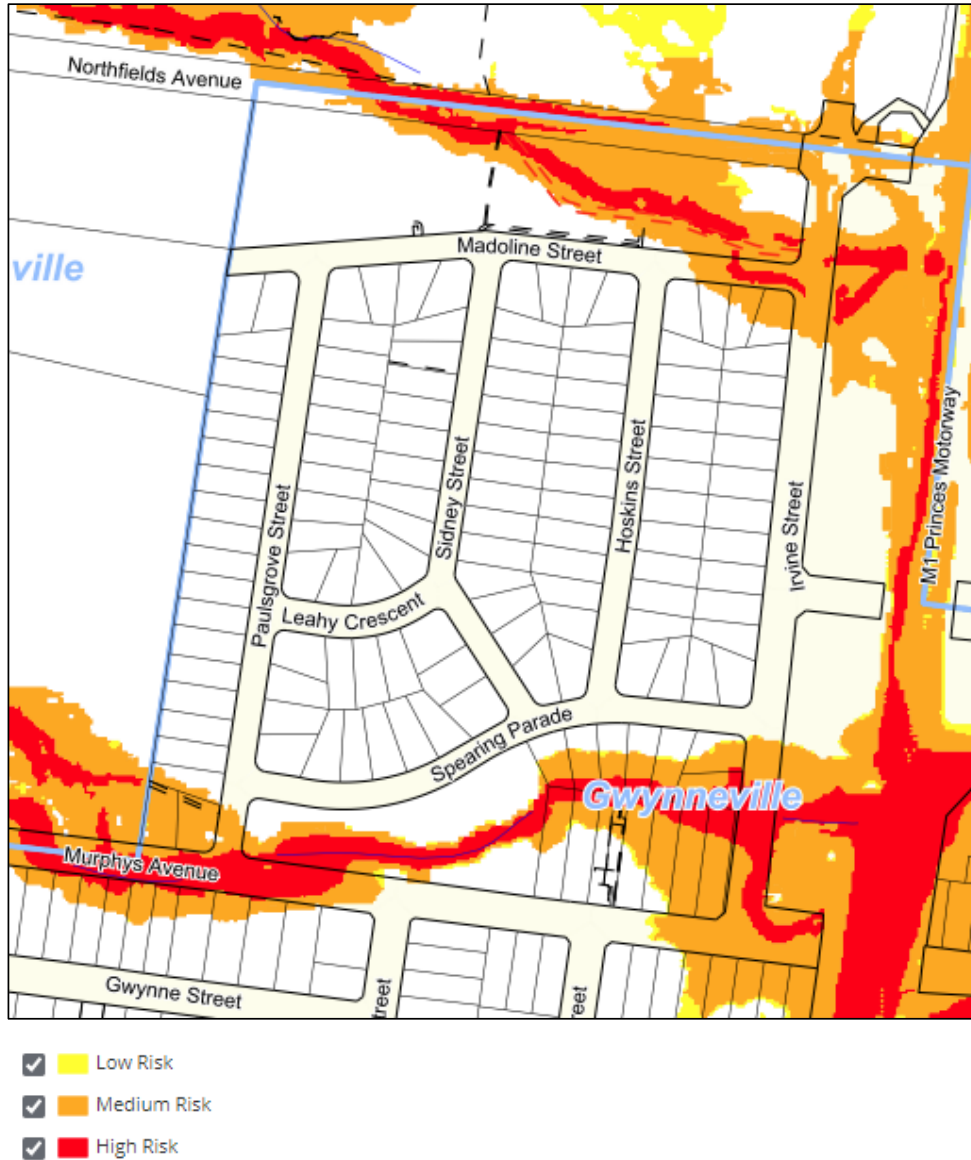 Northfields Avenue
Madoline Street
ville
M1 Princes Motorway
Sidney Street
Hoskins Street
Irvine Street
Paulsgrove Street
Leahy Crescent
Spearing Parade
Gwynneville
Murphys Avenue
Gwynne Street
treet
reet
Low Risk
Medium Risk
High Risk